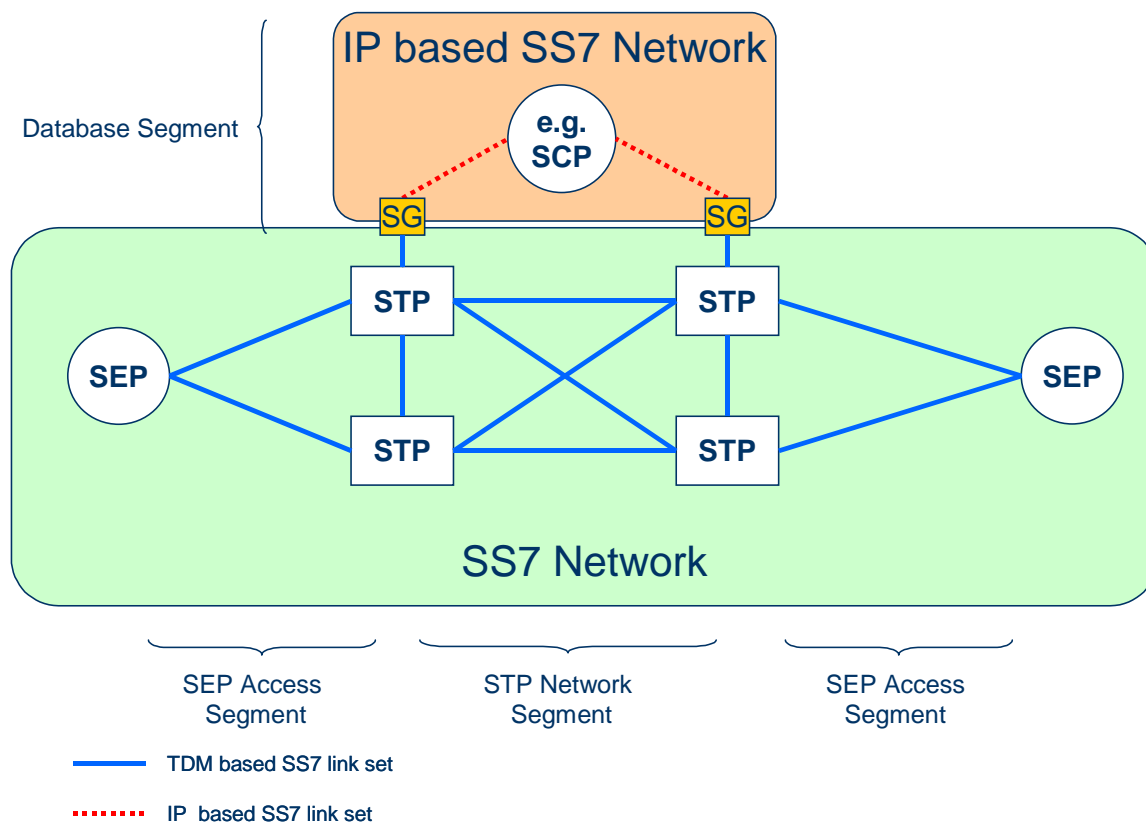 IP based SS7 Network
Database Segment
e.g.
SCP
SG
SG
STP
STP
SEP
SEP
STP
STP
SS7 Network
SEP Access
Segment
STP Network
Segment
SEP Access
Segment
TDM based SS7 link set
IP based SS7 link set